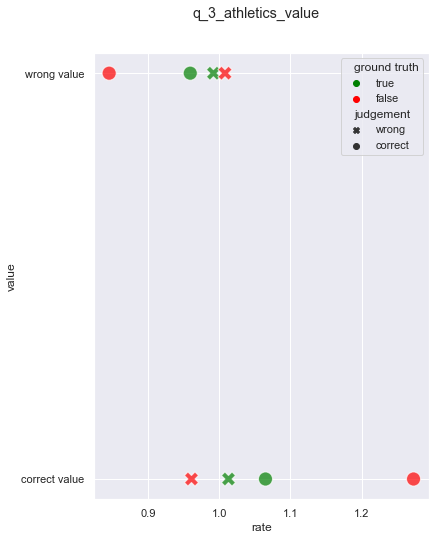 q_3_athletics_value
wrong value
correct value
value
0.9
1.0
1.1
1.2
rate
ground truth
true
false
judgement
wrong
correct